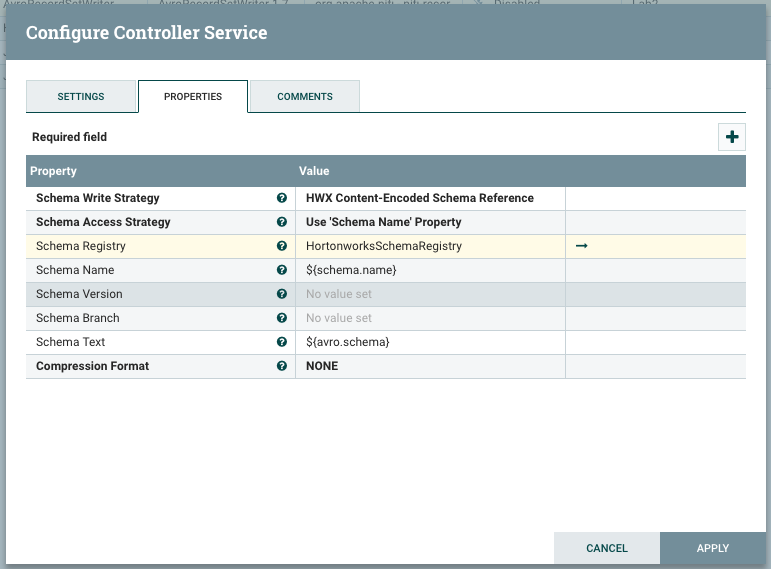 Configure Controller Service
SETTINGS PROPERTIES COMMENTS
Required field
Property Value
Schema Write Strategy HWX Content-Encoded Schema Reference
Schema Access Strategy Use 'Schema Name' Property
Schema Registry HortonworksSchemaRegistry
Schema Name ${schema.name}
Schema Version No value set
Schema Branch No value set
Schema Text ${avro.schema}
Compression Format NONE
CANCEL APPLY